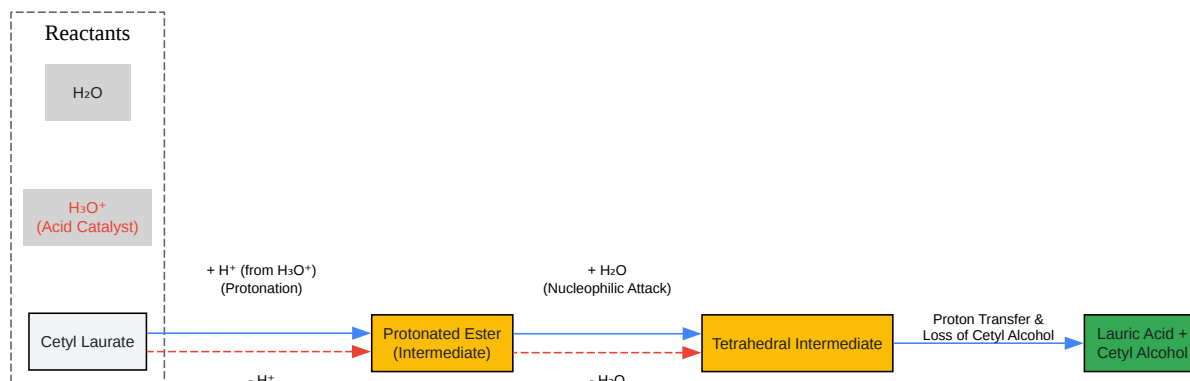 Reactants
H₂O
H₃O⁺
(Acid Catalyst)
+ H⁺ (from H₃O⁺)
(Protonation)
+ H₂O
(Nucleophilic Attack)
Cetyl Laurate
Protonated Ester
(Intermediate)
Tetrahedral Intermediate
Proton Transfer &
Loss of Cetyl Alcohol
Lauric Acid +
Cetyl Alcohol
- H⁺
- H₂O